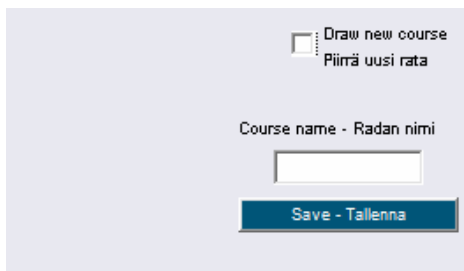 Draw new course
Piirrä uusi rata
Course name - Radan nimi
Save - Tallenna